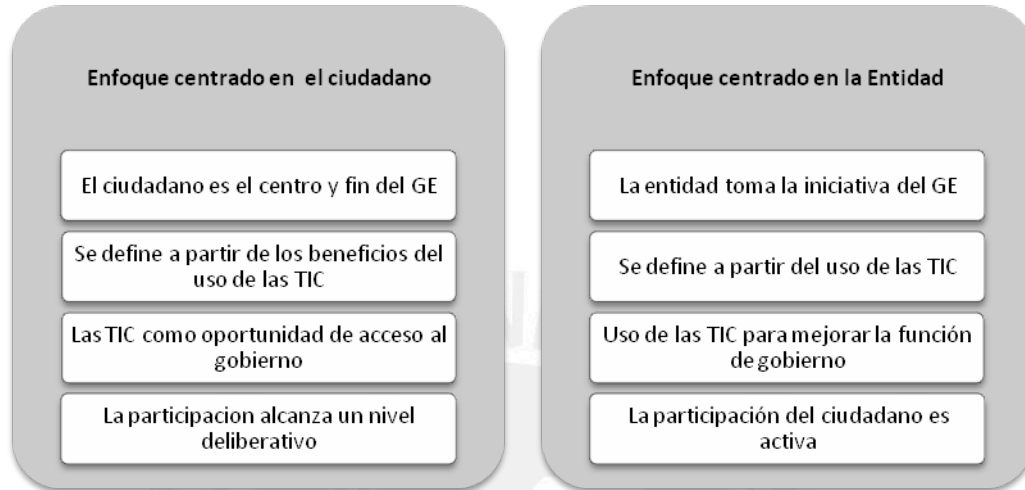 Enfoque centrado en el ciudadano
El ciudadano es el centro y fin del GE
Se define a partir de los beneficios del
uso de las TIC
Las TIC como oportunidad de acceso al
gobierno
La participacion alcanza un nivel
deliberativo
Enfoque centrado en la Entidad
La entidad toma la iniciativa del GE
Se define a partir del uso de las TIC
Uso de las TIC para mejorar la función
de gobierno
La participación del ciudadano es
activa